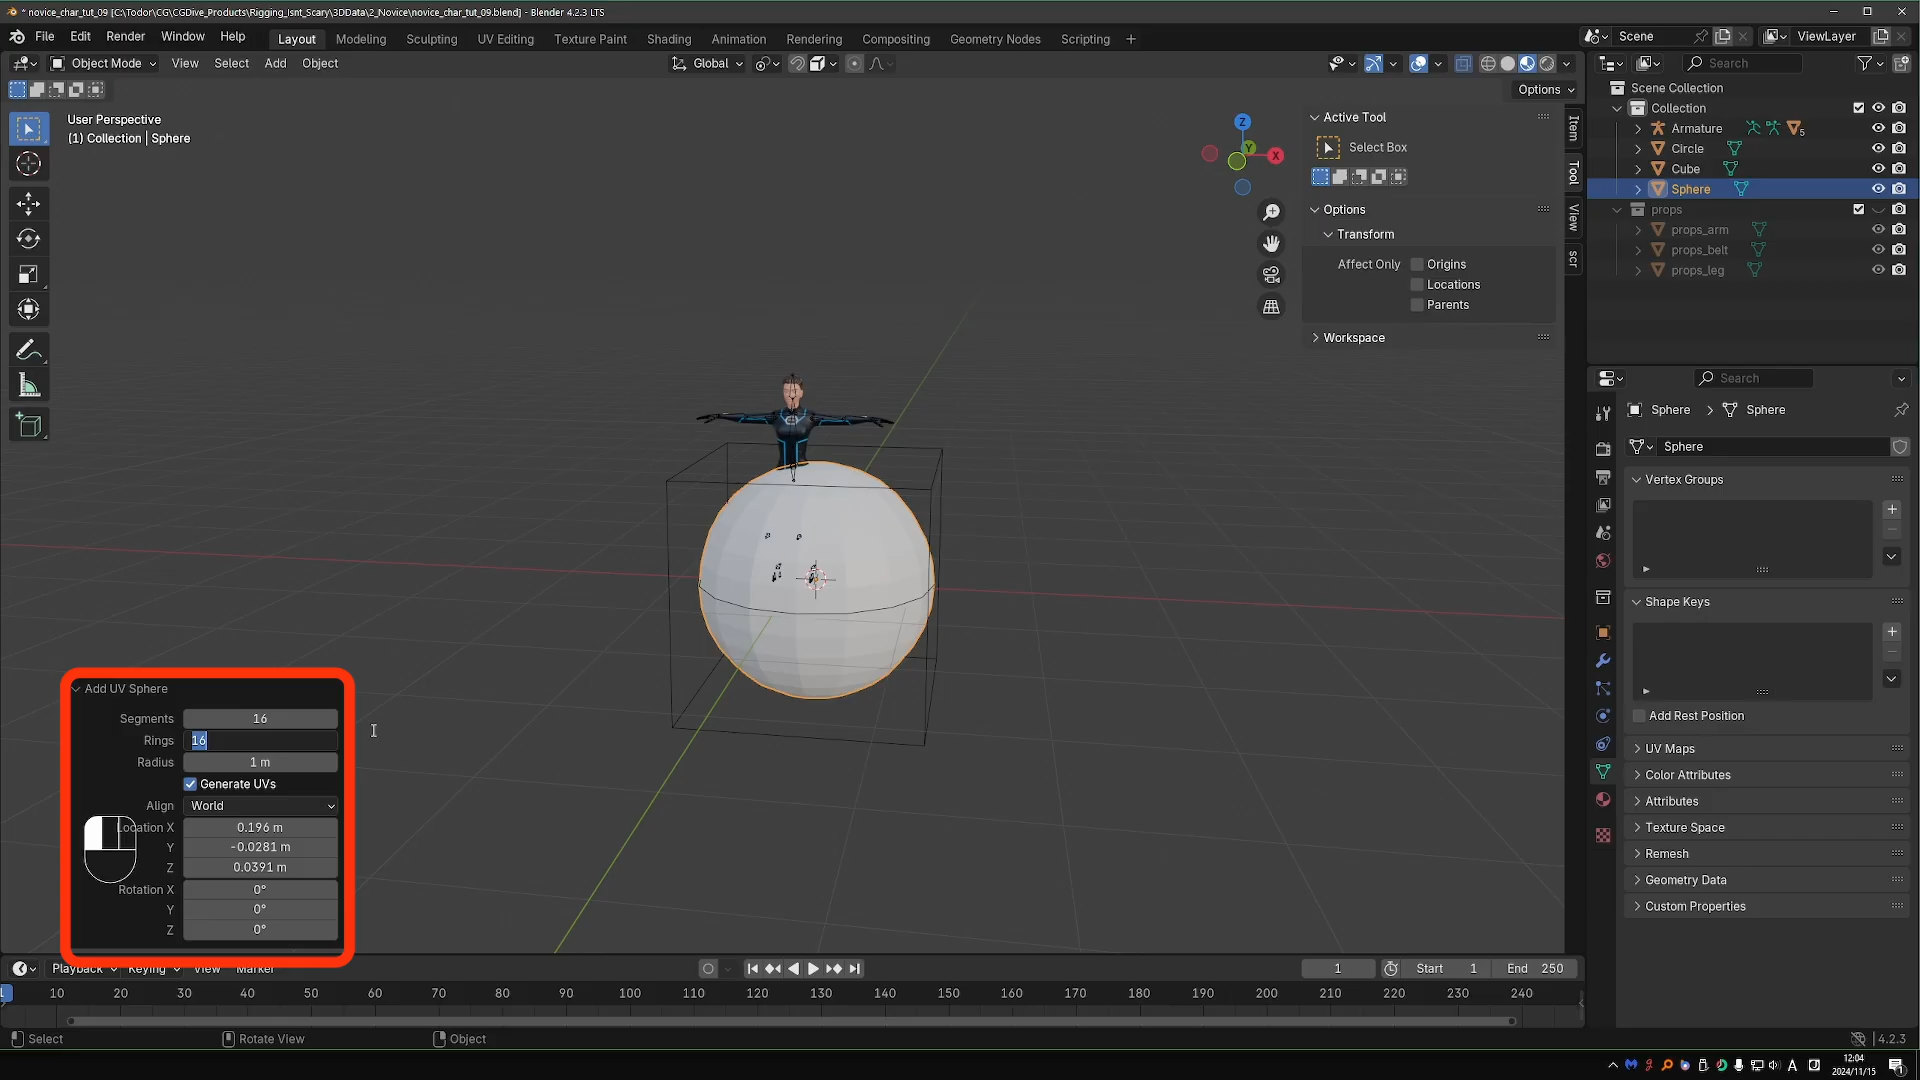 * novice_char_tut_09 [C:\Todor\CG\CGDive_Products\Rigging_Isnt_Scary\3DData\2_Novice\novice_char_tut_09.blend] - Blender 4.2.3 LTS
File Edit Render Window Help Layout Modeling Sculpting UV Editing Texture Paint Shading Animation Rendering Compositing Geometry Nodes Scripting + Scene ViewLayer
Object Mode View Select Add Object Global Search
Options
User Perspective
(1) Collection | Sphere
Z
Y
X
Active Tool
Select Box
Options
Transform
Affect Only Origins
Locations
Parents
Workspace
Item
Tool
View
scr
Scene Collection
Collection
Armature 5
Circle
Cube
Sphere
props
props_arm
props_belt
props_leg
Search
Sphere > Sphere
Sphere
Vertex Groups
Shape Keys
Add Rest Position
UV Maps
Color Attributes
Attributes
Texture Space
Remesh
Geometry Data
Custom Properties
Add UV Sphere
Segments 16
Rings 16
Radius 1 m
Generate UVs
Align World
Location X 0.196 m
Y -0.0281 m
Z 0.0391 m
Rotation X 0°
Y 0°
Z 0°
Playback Keying View Marker 1 Start 1 End 250
1 10 20 30 40 50 60 70 80 90 100 110 120 130 140 150 160 170 180 190 200 210 220 230 240
Select Rotate View Object 4.2.3
A 12:04
2024/11/15